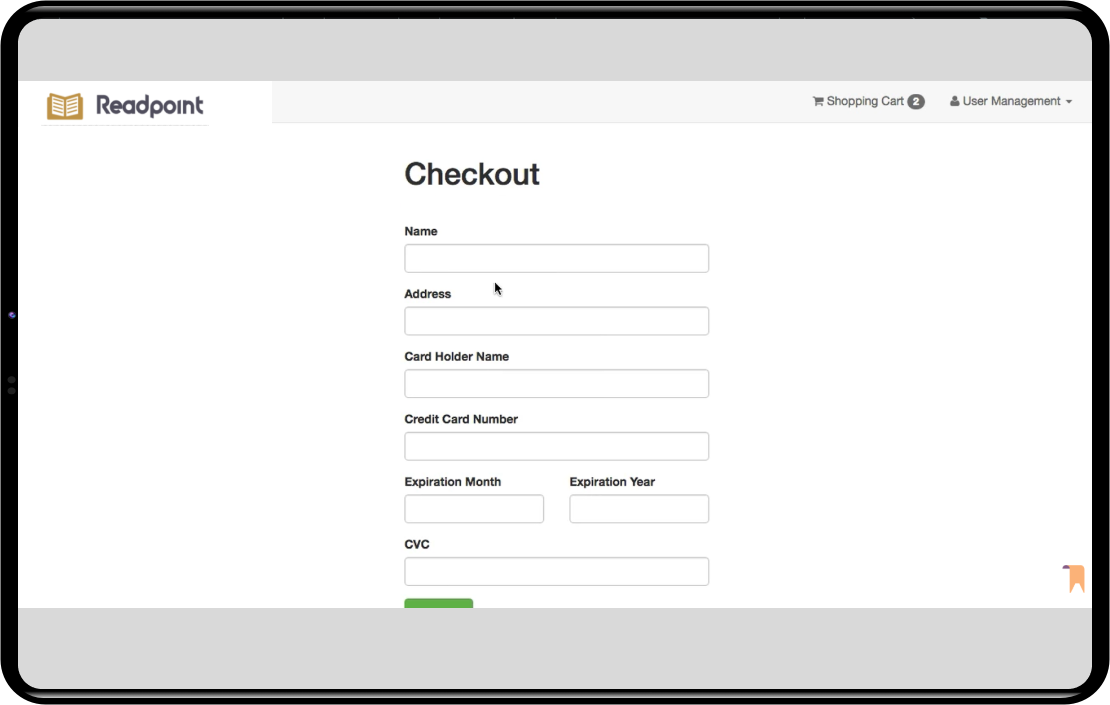 Readpoint
Shopping Cart 2
User Management
Checkout
Name
Address
Card Holder Name
Credit Card Number
Expiration Month Expiration Year
CVC